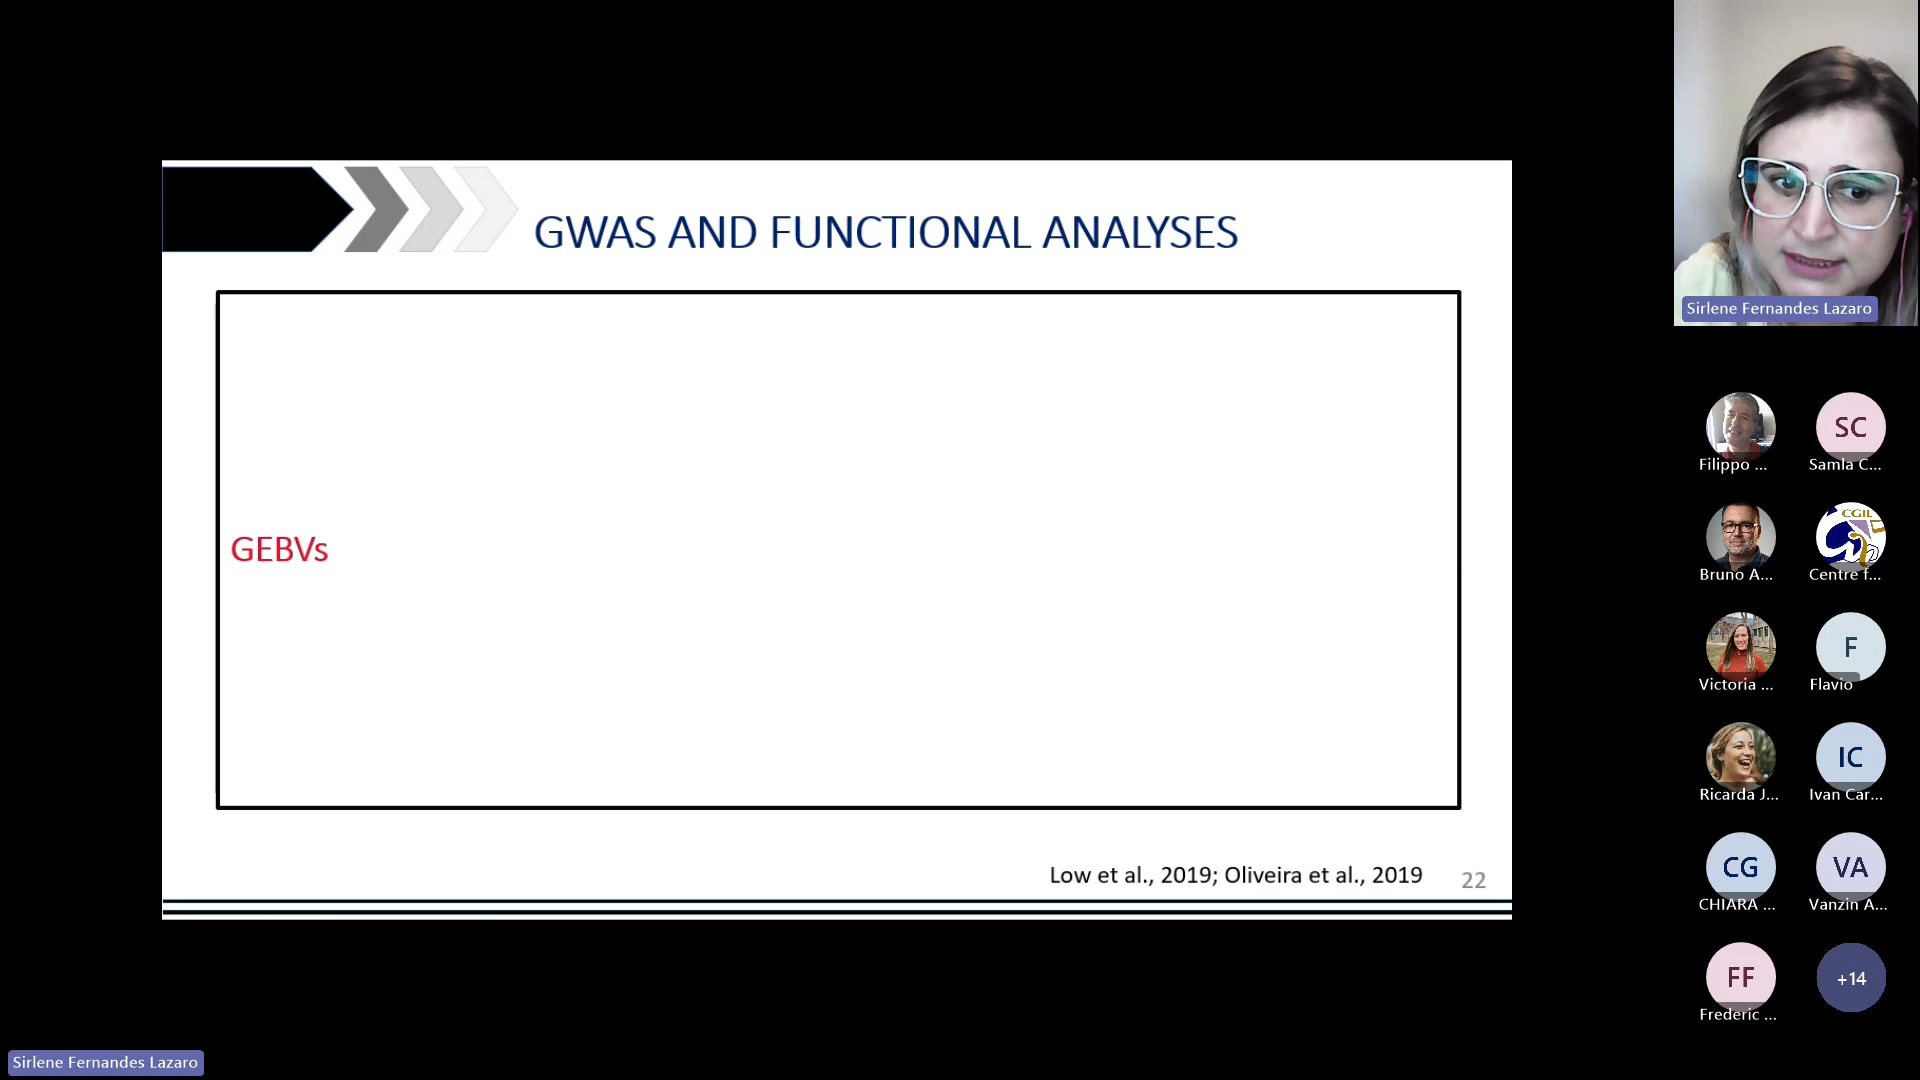 GWAS AND FUNCTIONAL ANALYSES
GEBVs
Low et al., 2019; Oliveira et al., 2019
22
Sirlene Fernandes Lazaro
Filippo ...
SC
Samla C...
Bruno A...
CGIL
Centre f...
Victoria ...
F
Flavio
Ricarda J...
IC
Ivan Car...
CG
CHIARA ...
VA
Vanzin A...
FF
Frederic ...
+14
Sirlene Fernandes Lazaro